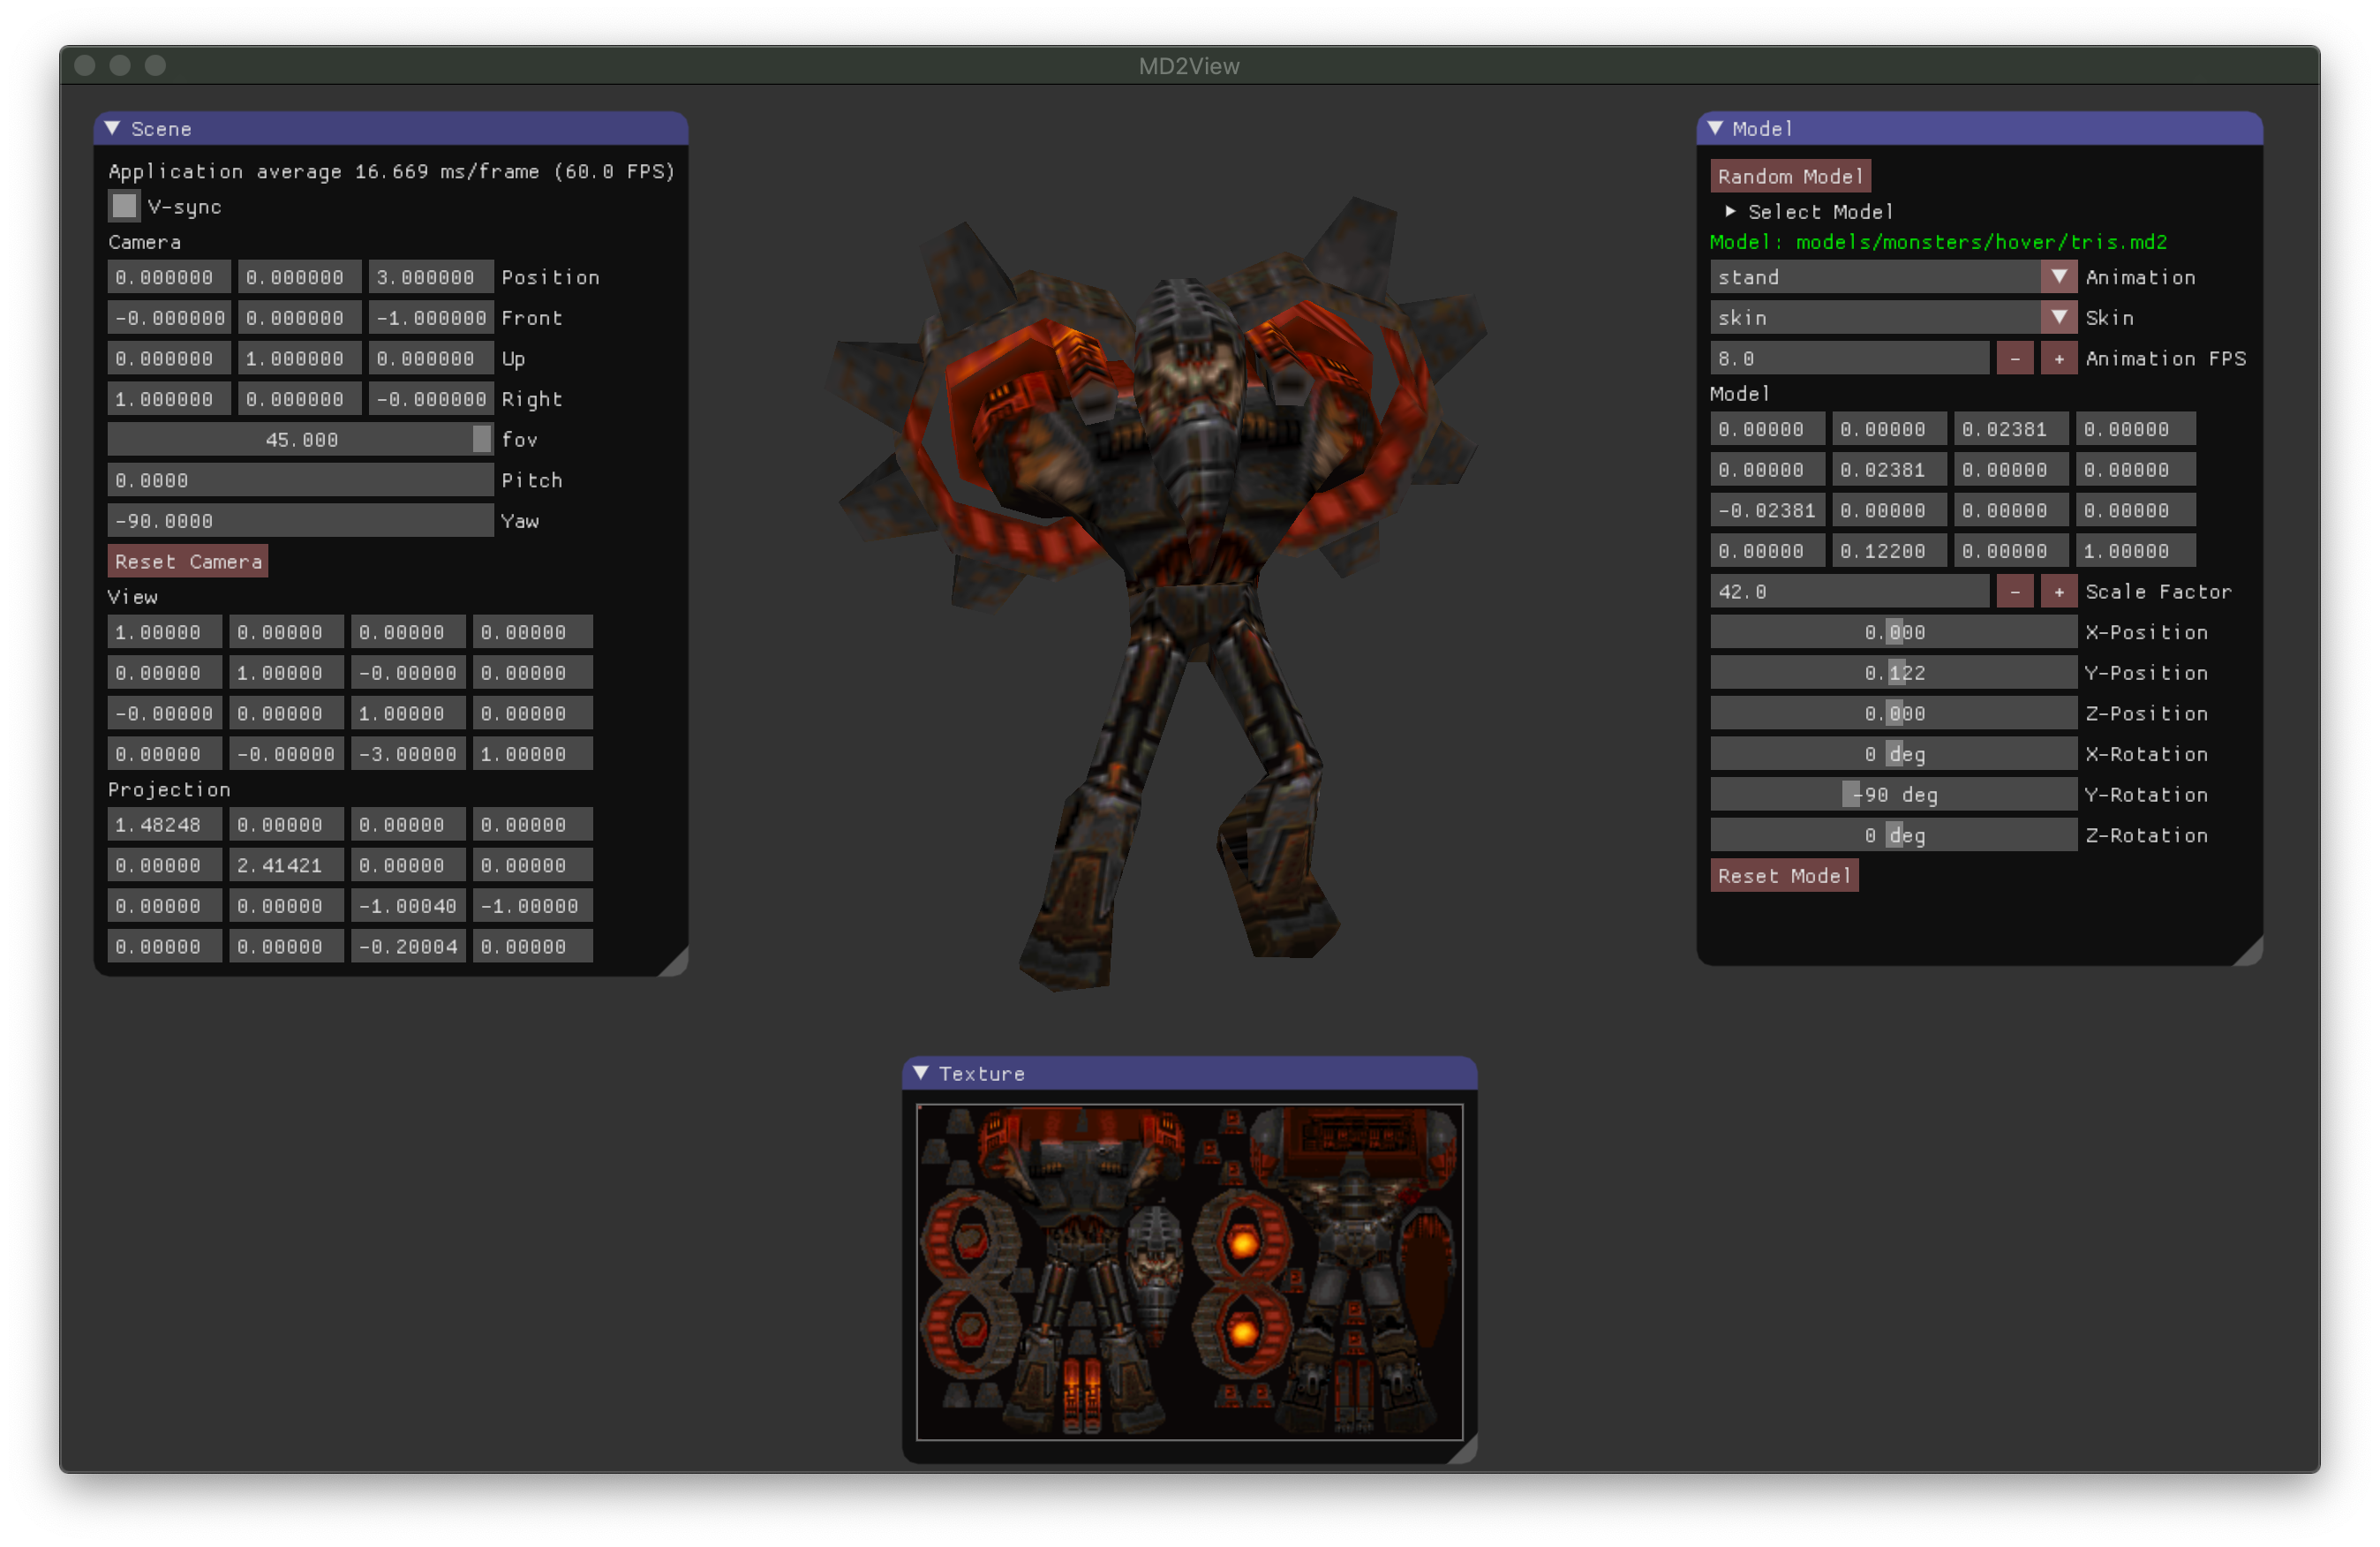 MD2View
Scene
Application average 16.669 ms/frame (60.0 FPS)
V-sync
Camera
0.000000 0.000000 3.000000 Position
-0.000000 0.000000 -1.000000 Front
0.000000 1.000000 0.000000 Up
1.000000 0.000000 -0.000000 Right
45.000 fov
0.0000 Pitch
-90.0000 Yaw
Reset Camera
View
1.00000 0.00000 0.00000 0.00000
0.00000 1.00000 -0.00000 0.00000
-0.00000 0.00000 1.00000 0.00000
0.00000 -0.00000 -3.00000 1.00000
Projection
1.48248 0.00000 0.00000 0.00000
0.00000 2.41421 0.00000 0.00000
0.00000 0.00000 -1.00040 -1.00000
0.00000 0.00000 -0.20004 0.00000
Model
Random Model
Select Model
Model: models/monsters/hover/tris.md2
stand Animation
skin Skin
8.0 - + Animation FPS
Model
0.00000 0.00000 0.02381 0.00000
0.00000 0.02381 0.00000 0.00000
-0.02381 0.00000 0.00000 0.00000
0.00000 0.12200 0.00000 1.00000
42.0 - + Scale Factor
0.000 X-Position
0.122 Y-Position
0.000 Z-Position
0 deg X-Rotation
-90 deg Y-Rotation
0 deg Z-Rotation
Reset Model
Texture